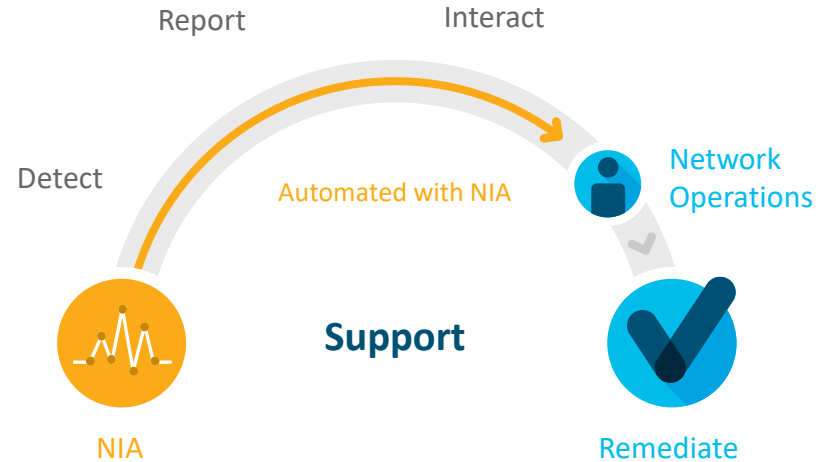 Report
Interact
Detect
Network
Operations
Automated with NIA
Support
NIA
Remediate